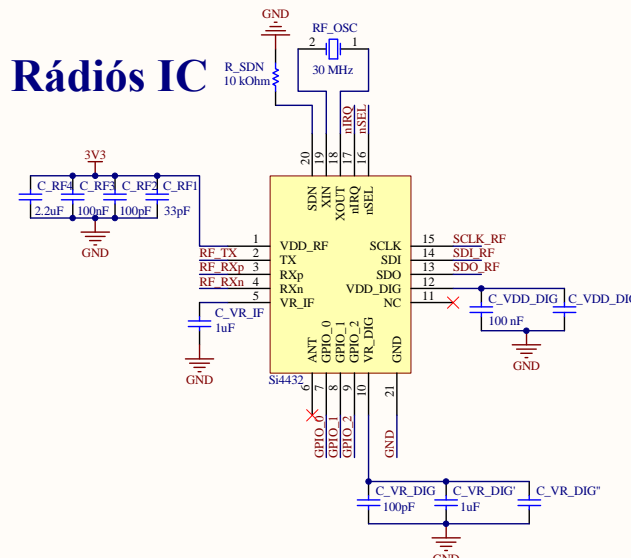 GND
RF_OSC
2
1
30 MHz
Rádiós IC
R_SDN
10 kOhm
nIRQ
nSEL
20
19
18
17
16
SDN
XIN
XOUT
nIRQ
nSEL
3V3
C_RF4
C_RF3
C_RF2
C_RF1
2.2uF
100nF
100pF
33pF
GND
1
VDD_RF
SCLK
15
SCLK_RF
RF_TX
2
TX
SDI
14
SDI_RF
RF_RXp
3
RXp
SDO
13
SDO_RF
RF_RXn
4
RXn
VDD_DIG
12
5
VR_IF
NC
11
C_VR_IF
1uF
GND
C_VDD_DIG
100 nF
C_VDD_DIG
GND
ANT
GPIO_0
GPIO_1
GPIO_2
VR_DIG
GND
Si4432
6
7
8
9
10
21
GPIO_0
GPIO_1
GPIO_2
GND
C_VR_DIG
100pF
C_VR_DIG'
1uF
C_VR_DIG"
GND